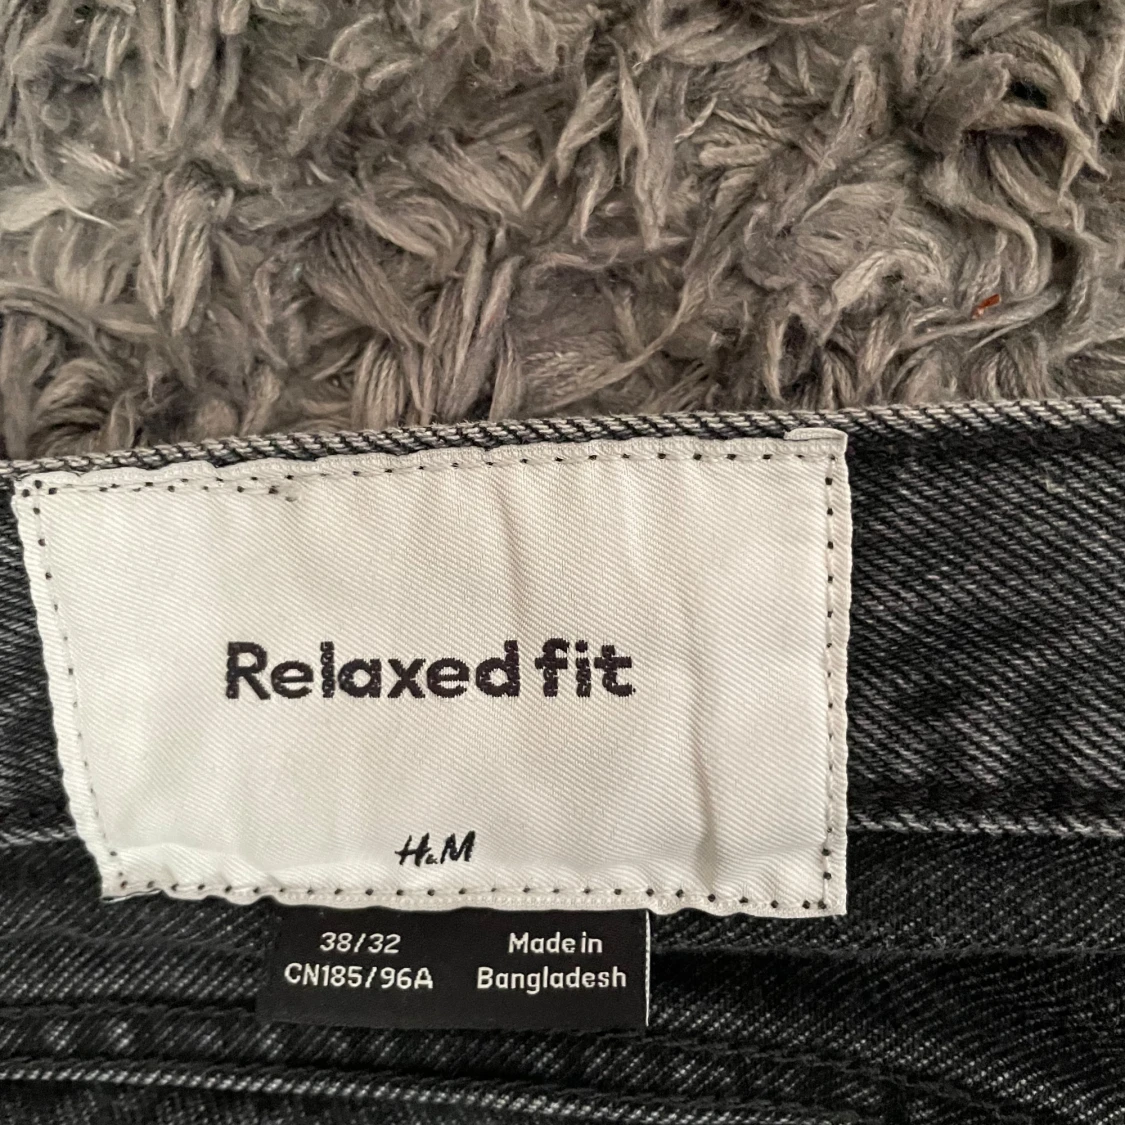 Relaxed fit
H&M
38/32
CN185/96A
Made in
Bangladesh